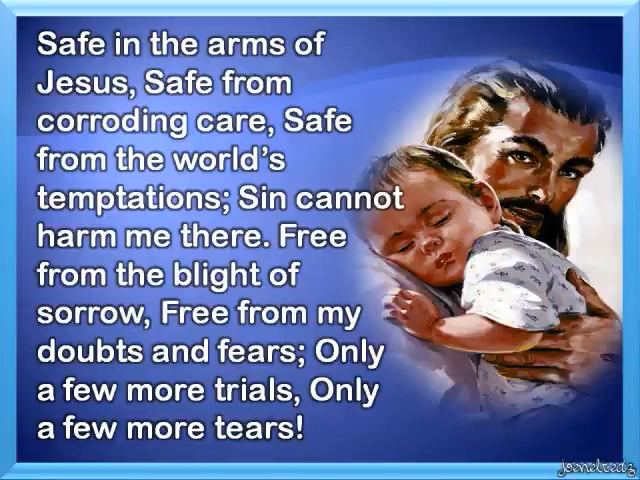 Safe in the arms of
Jesus, Safe from
corroding care, Safe
from the world's
temptations; Sin cannot
harm me there. Free
from the blight of
sorrow, Free from my
doubts and fears; Only
a few more trials, Only
a few more tears!
joenelredz